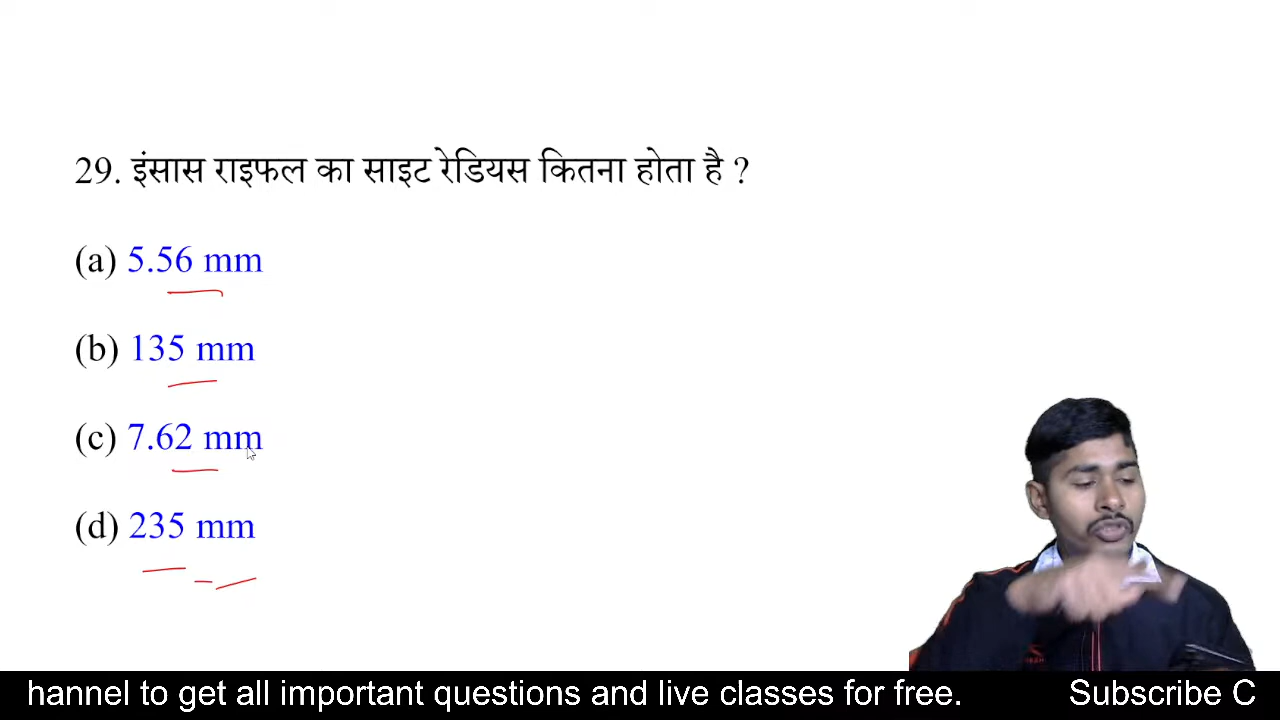 29. इंसास राइफल का साइट रेडियस कितना होता है ?
(a) 5.56 mm
(b) 135 mm
(c) 7.62 mm
(d) 235 mm
hannel to get all important questions and live classes for free. Subscribe C